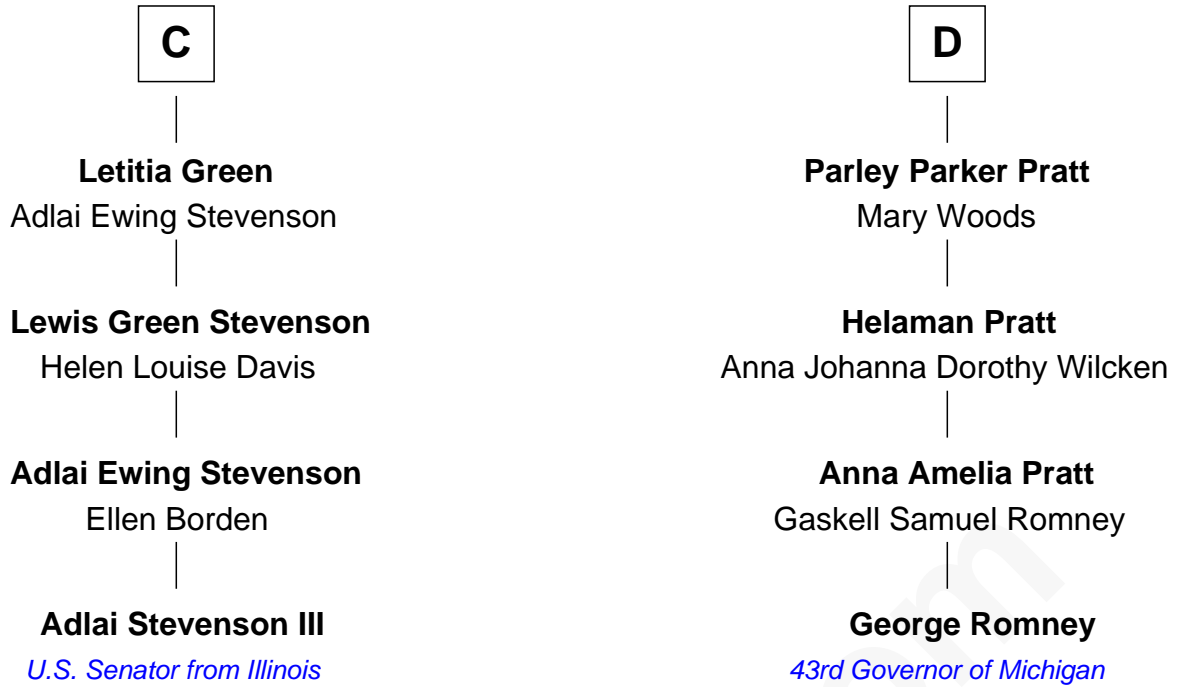 C
Letitia Green
Adlai Ewing Stevenson
Lewis Green Stevenson
Helen Louise Davis
Adlai Ewing Stevenson
Ellen Borden
Adlai Stevenson III
U.S. Senator from Illinois
D
Parley Parker Pratt
Mary Woods
Helaman Pratt
Anna Johanna Dorothy Wilcken
Anna Amelia Pratt
Gaskell Samuel Romney
George Romney
43rd Governor of Michigan